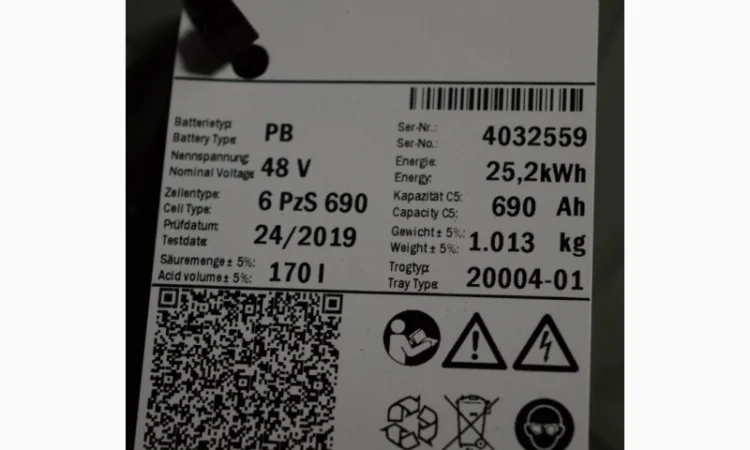 Batterietyp:
Battery Type: PB
Nennspannung:
Nominal Voltage: 48 V
Zellentype:
Cell Type: 6 PzS 690
Prüfdatum:
Testdate: 24/2019
Säuremenge ± 5%:
Acid volume ± 5%: 170 l
Ser-Nr.:
Ser-No.: 4032559
Energie:
Energy: 25,2kWh
Kapazität C5:
Capacity C5: 690 Ah
Gewicht ± 5%:
Weight ± 5%: 1.013 kg
Trogtyp:
Tray Type: 20004-01